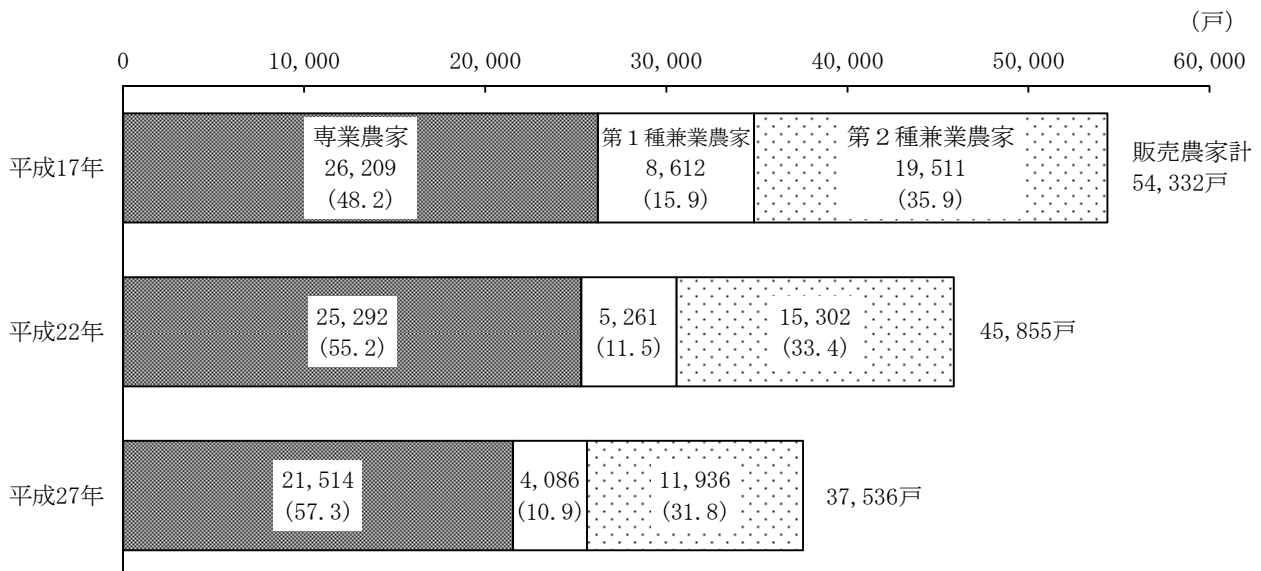 （戸）
0 10,000 20,000 30,000 40,000 50,000 60,000
平成17年
専業農家
26,209
(48.2)
第１種兼業農家
8,612
(15.9)
第２種兼業農家
19,511
(35.9)
販売農家計
54,332戸
平成22年
25,292
(55.2)
5,261
(11.5)
15,302
(33.4)
45,855戸
平成27年
21,514
(57.3)
4,086
(10.9)
11,936
(31.8)
37,536戸